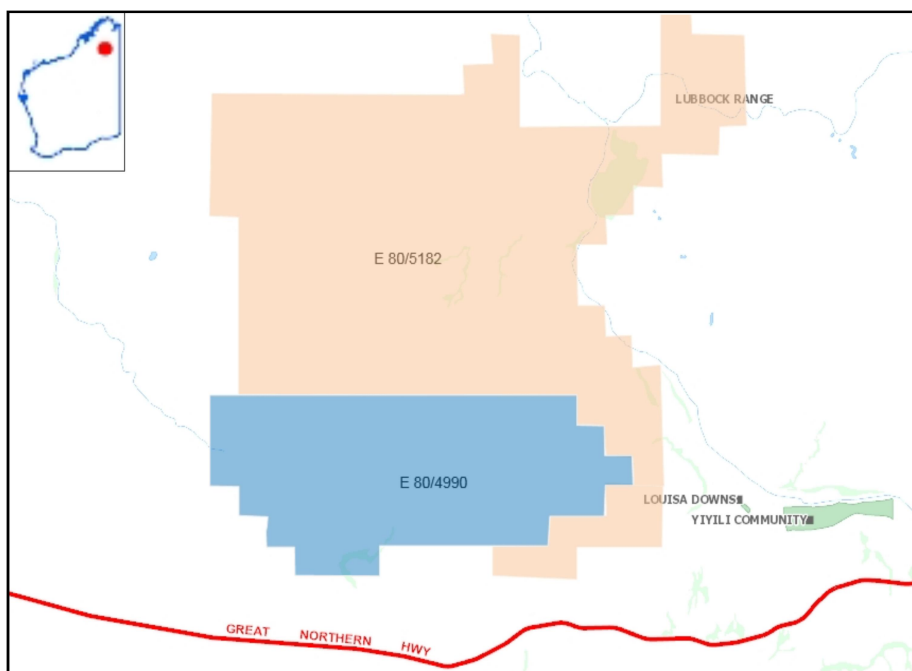 LUBBOCK RANGE
E 80/5182
E 80/4990
LOUISA DOWNS
YIYILI COMMUNITY
GREAT NORTHERN HWY